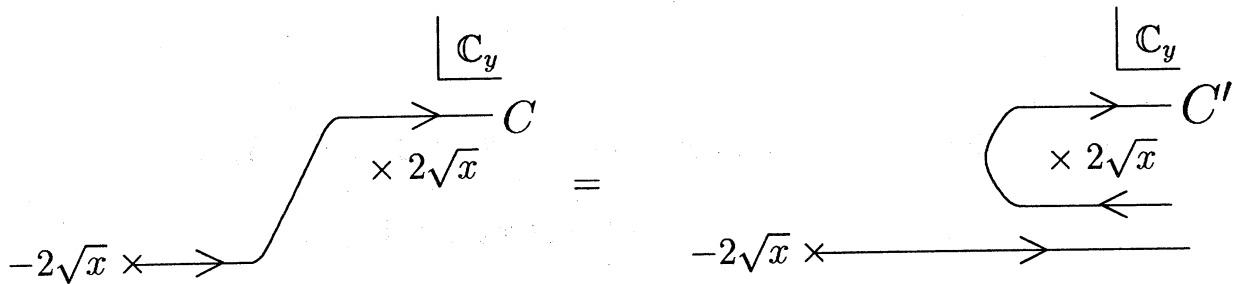 ℂ_y
C
× 2√x
−2√x ×
=
ℂ_y
C′
× 2√x
−2√x ×